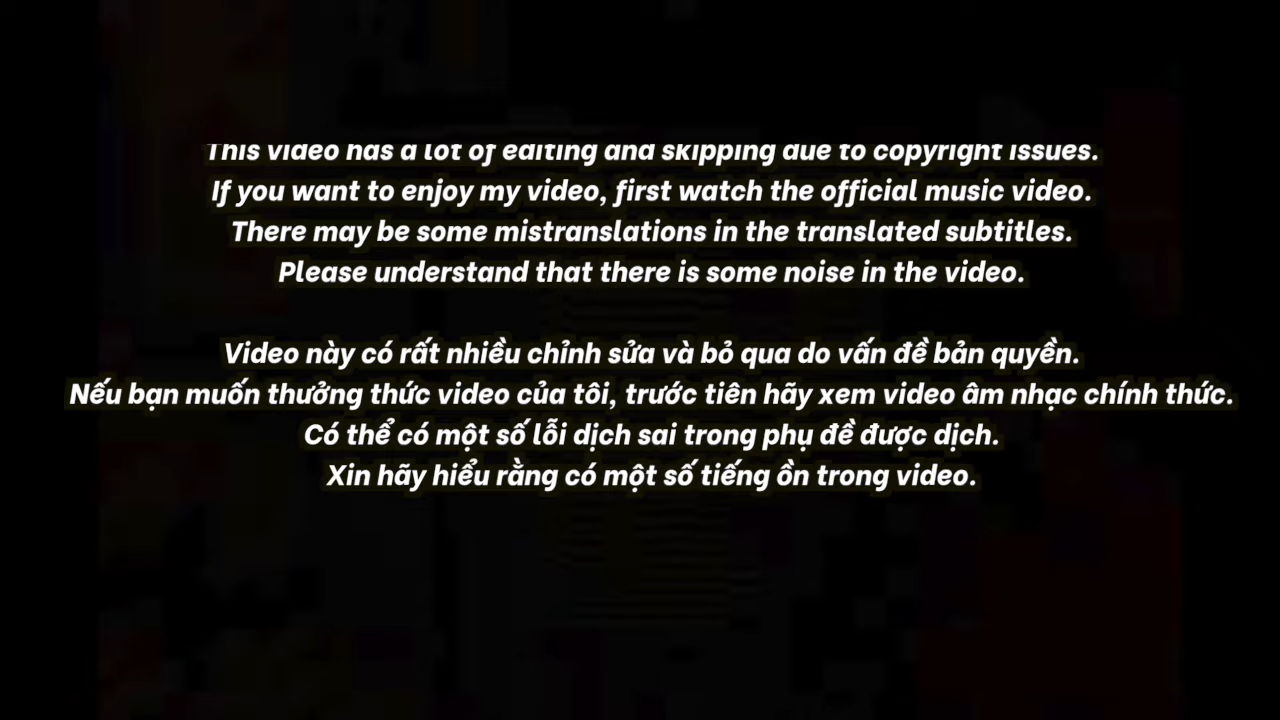 This video has a lot of editing and skipping due to copyright issues.
If you want to enjoy my video, first watch the official music video.
There may be some mistranslations in the translated subtitles.
Please understand that there is some noise in the video.
Video này có rất nhiều chỉnh sửa và bỏ qua do vấn đề bản quyền.
Nếu bạn muốn thưởng thức video của tôi, trước tiên hãy xem video âm nhạc chính thức.
Có thể có một số lỗi dịch sai trong phụ đề được dịch.
Xin hãy hiểu rằng có một số tiếng ồn trong video.